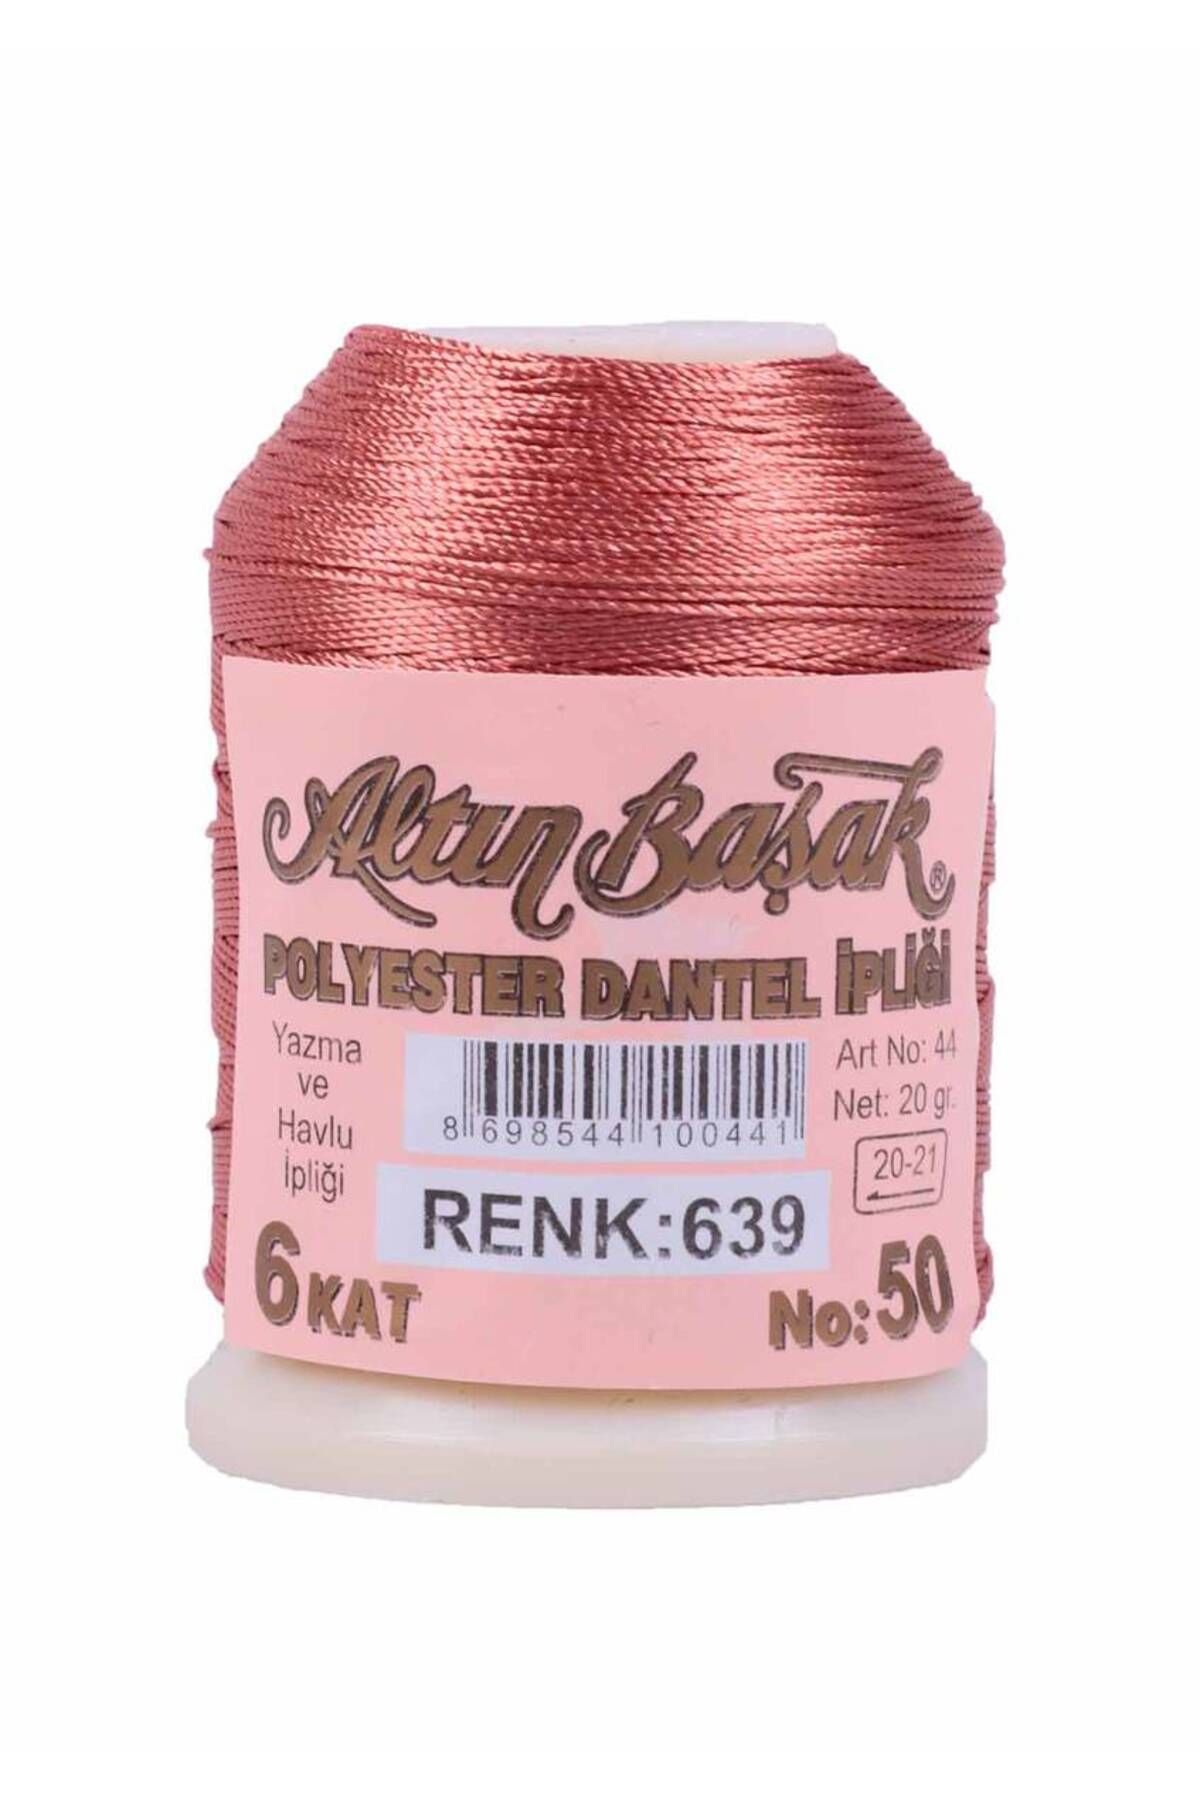 Altın Başak ®
POLYESTER DANTEL İPLİĞİ
Yazma
ve
Havlu
İpliği
8 698544 100441
Art No: 44
Net: 20 gr.
20-21
RENK:639
6 KAT
No: 50